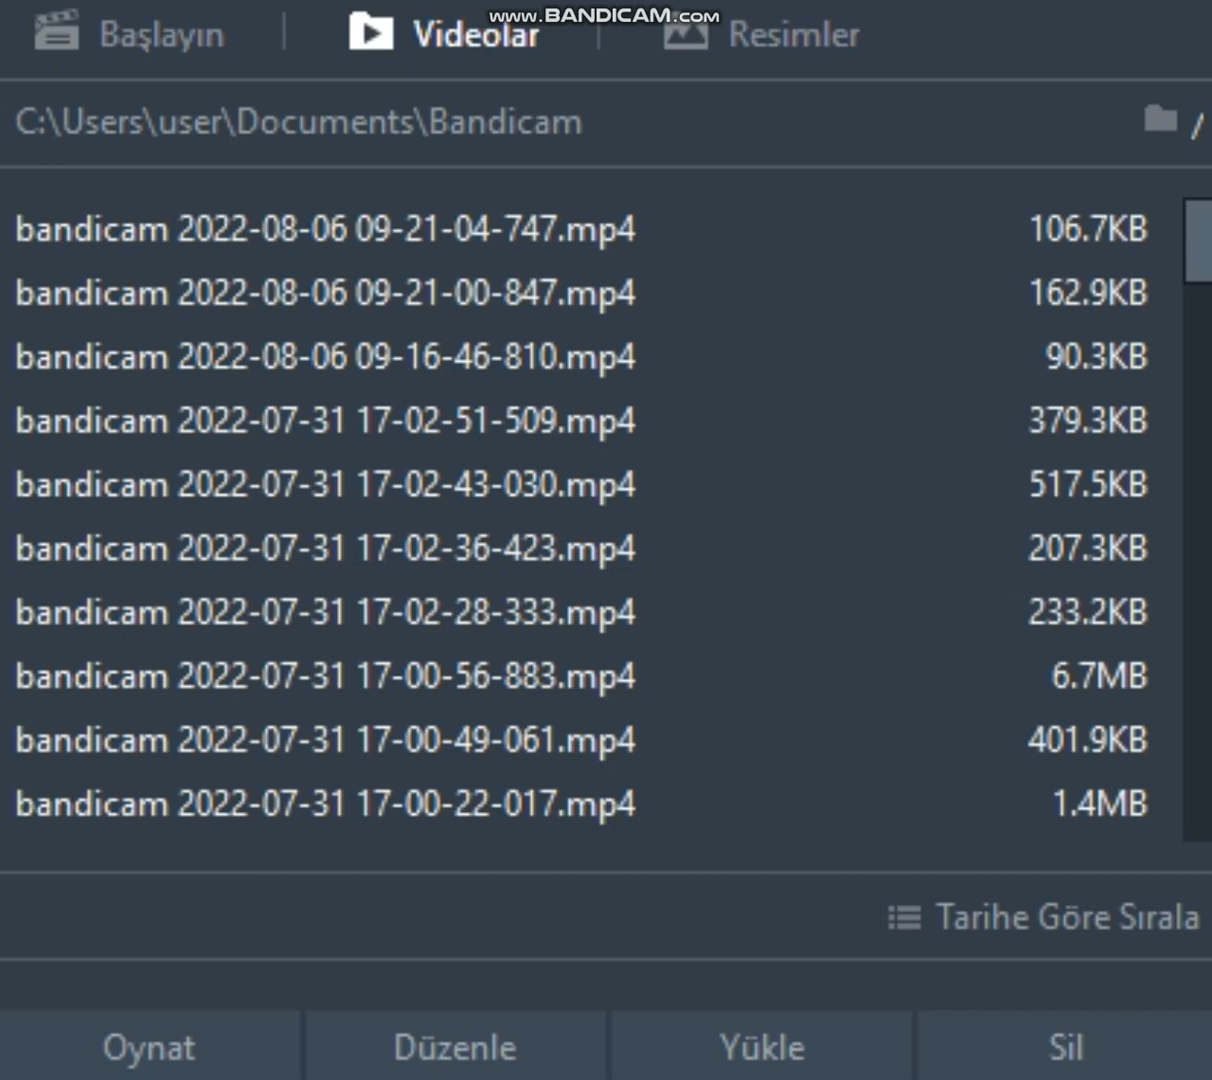 www.BANDICAM.com
Başlayın Videolar Resimler
C:\Users\user\Documents\Bandicam /
bandicam 2022-08-06 09-21-04-747.mp4 106.7KB
bandicam 2022-08-06 09-21-00-847.mp4 162.9KB
bandicam 2022-08-06 09-16-46-810.mp4 90.3KB
bandicam 2022-07-31 17-02-51-509.mp4 379.3KB
bandicam 2022-07-31 17-02-43-030.mp4 517.5KB
bandicam 2022-07-31 17-02-36-423.mp4 207.3KB
bandicam 2022-07-31 17-02-28-333.mp4 233.2KB
bandicam 2022-07-31 17-00-56-883.mp4 6.7MB
bandicam 2022-07-31 17-00-49-061.mp4 401.9KB
bandicam 2022-07-31 17-00-22-017.mp4 1.4MB
Tarihe Göre Sırala
Oynat Düzenle Yükle Sil